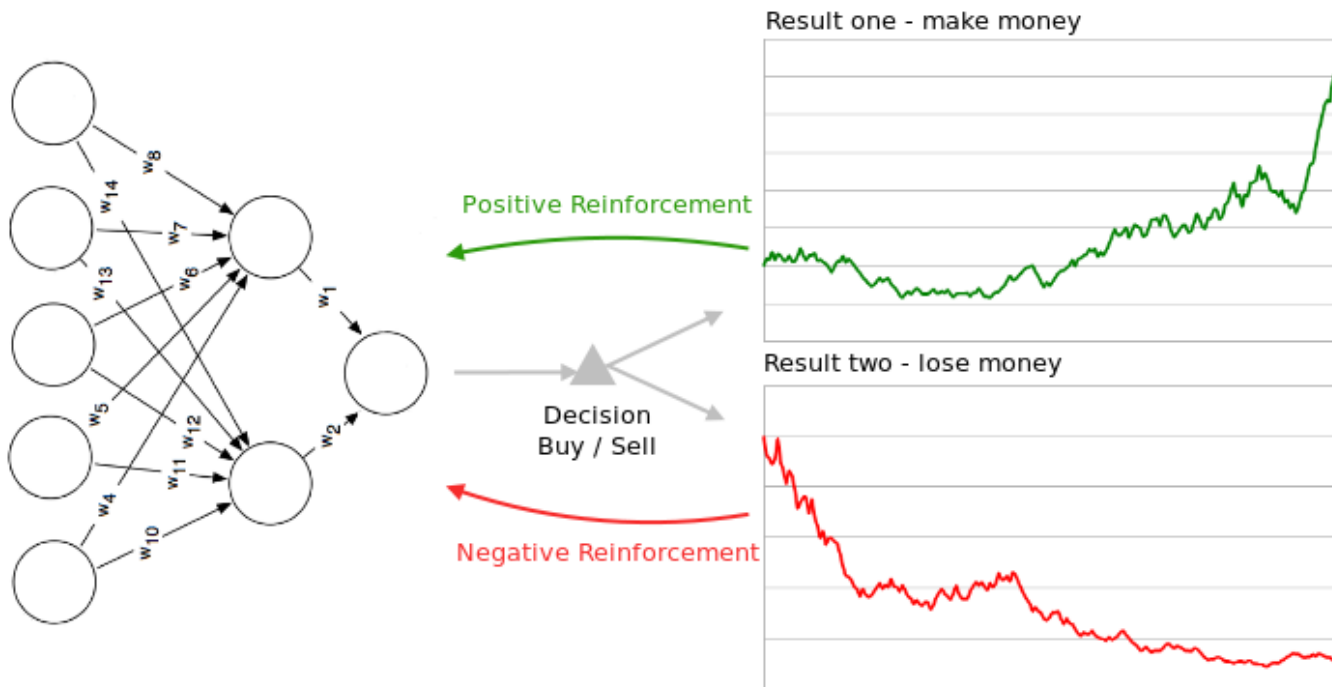 Result one - make money
w8
w14
w7
Positive Reinforcement
w13
w6
w1
Result two - lose money
w5
w12
w2
Decision
Buy / Sell
w11
w4
w10
Negative Reinforcement